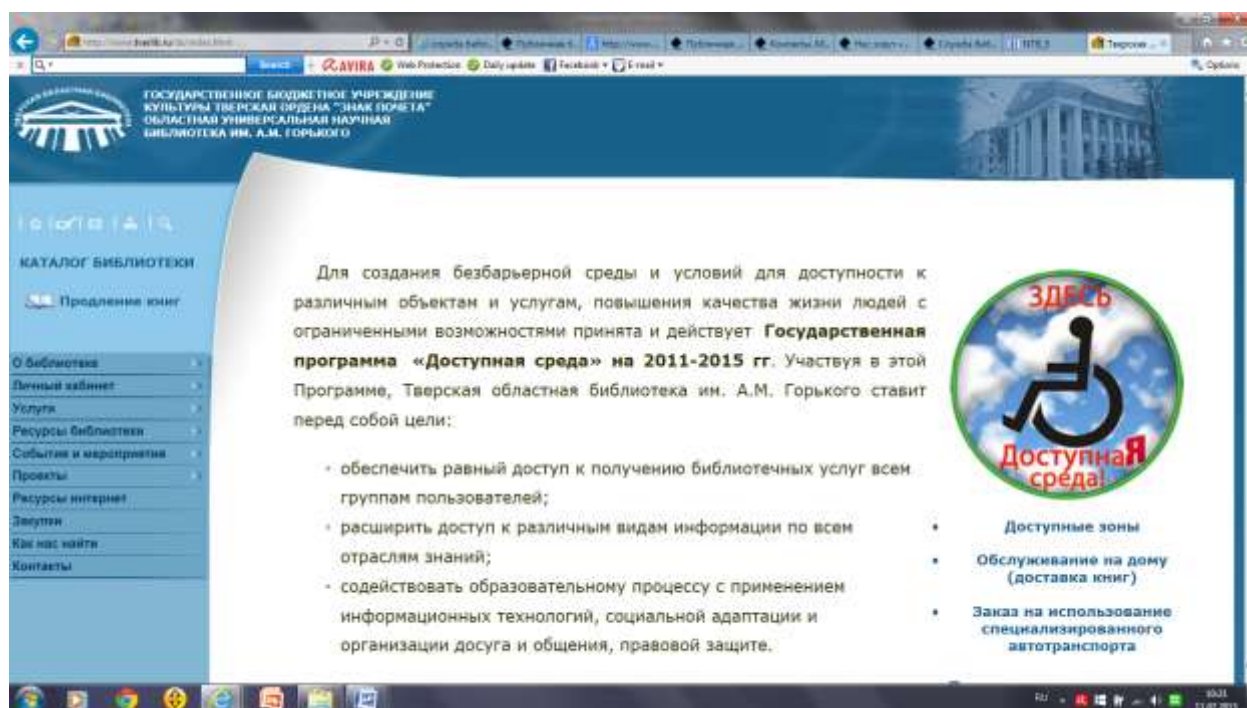 Search
AVIRA Web Protection Daily update Facebook E-mail Options
ГОСУДАРСТВЕННОЕ БЮДЖЕТНОЕ УЧРЕЖДЕНИЕ
КУЛЬТУРЫ ТВЕРСКАЯ ОРДЕНА "ЗНАК ПОЧЕТА"
ОБЛАСТНАЯ УНИВЕРСАЛЬНАЯ НАУЧНАЯ
БИБЛИОТЕКА ИМ. А.М. ГОРЬКОГО
КАТАЛОГ БИБЛИОТЕКИ
Продление книг
О библиотеке
Личный кабинет
Услуги
Ресурсы библиотеки
События и мероприятия
Проекты
Ресурсы интернет
Закупки
Как нас найти
Контакты
Для создания безбарьерной среды и условий для доступности к
различным объектам и услугам, повышения качества жизни людей с
ограниченными возможностями принята и действует Государственная
программа «Доступная среда» на 2011-2015 гг. Участвуя в этой
Программе, Тверская областная библиотека им. А.М. Горького ставит
перед собой цели:
обеспечить равный доступ к получению библиотечных услуг всем
группам пользователей;
расширить доступ к различным видам информации по всем
отраслям знаний;
содействовать образовательному процессу с применением
информационных технологий, социальной адаптации и
организации досуга и общения, правовой защите.
ЗДЕСЬ
ДоступнаЯ
среда!
• Доступные зоны
• Обслуживание на дому
(доставка книг)
• Заказ на использование
специализированного
автотранспорта
RU
10:21